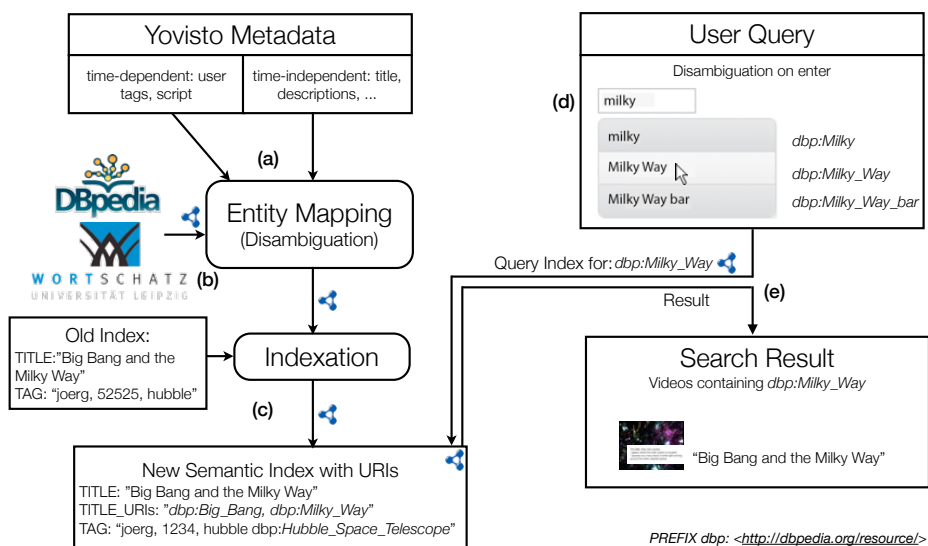 Yovisto Metadata
time-dependent: user
tags, script
time-independent: title,
descriptions, ...
(a)
DBpedia
Entity Mapping
(Disambiguation)
WORTSCHATZ
UNIVERSITÄT LEIPZIG
(b)
Old Index:
TITLE:"Big Bang and the
Milky Way"
TAG: "joerg, 52525, hubble"
Indexation
(c)
New Semantic Index with URIs
TITLE: "Big Bang and the Milky Way"
TITLE_URIs: "dbp:Big_Bang, dbp:Milky_Way"
TAG: "joerg, 1234, hubble dbp:Hubble_Space_Telescope"
User Query
Disambiguation on enter
(d)
milky
milky
dbp:Milky
Milky Way
dbp:Milky_Way
Milky Way bar
dbp:Milky_Way_bar
Query Index for: dbp:Milky_Way
Result
(e)
Search Result
Videos containing dbp:Milky_Way
"Big Bang and the Milky Way"
PREFIX dbp: <http://dbpedia.org/resource/>